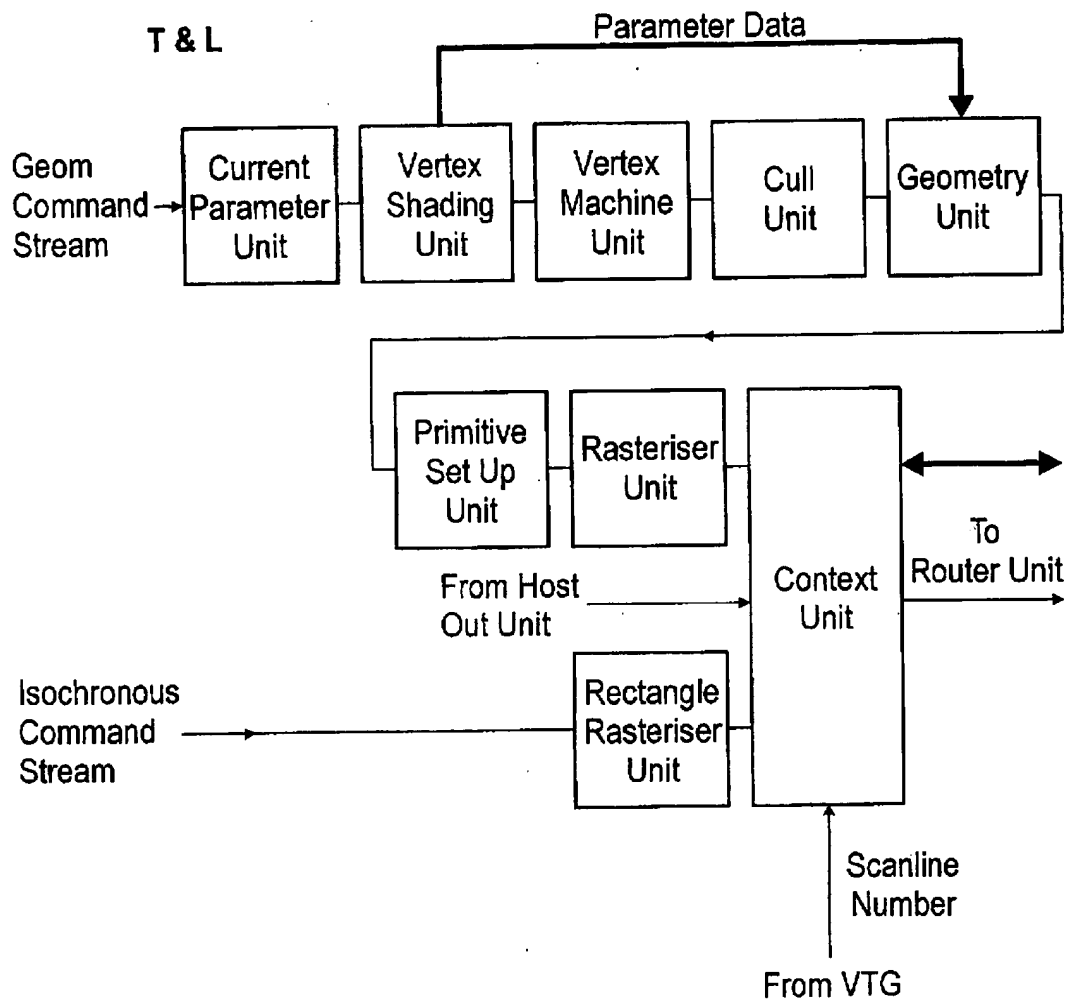 T & L
Parameter Data
Geom
Command
Stream
Current
Parameter
Unit
Vertex
Shading
Unit
Vertex
Machine
Unit
Cull
Unit
Geometry
Unit
Primitive
Set Up
Unit
Rasteriser
Unit
Context
Unit
To
Router Unit
From Host
Out Unit
Isochronous
Command
Stream
Rectangle
Rasteriser
Unit
Scanline
Number
From VTG